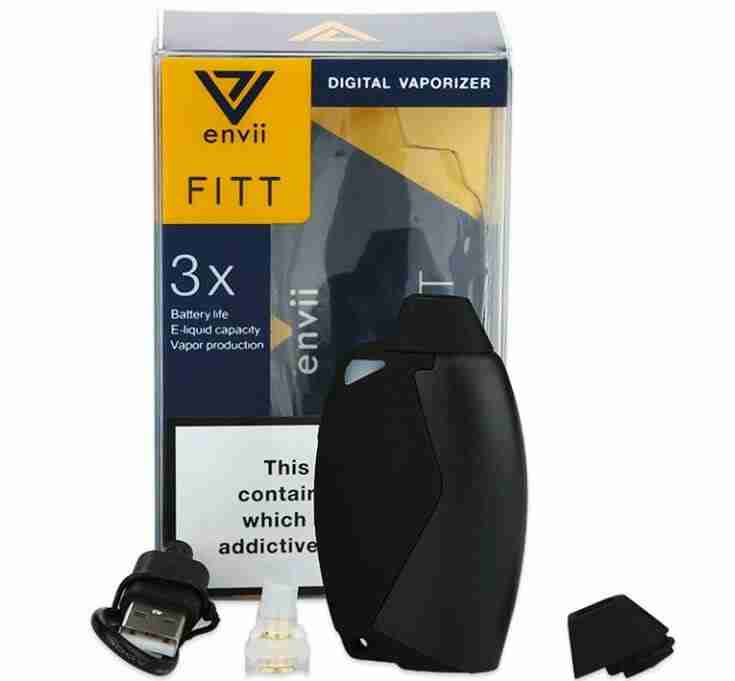 DIGITAL VAPORIZER
envii
FITT
3x
Battery life
E-liquid capacity
Vapor production
envii
This
contain
which
addictive